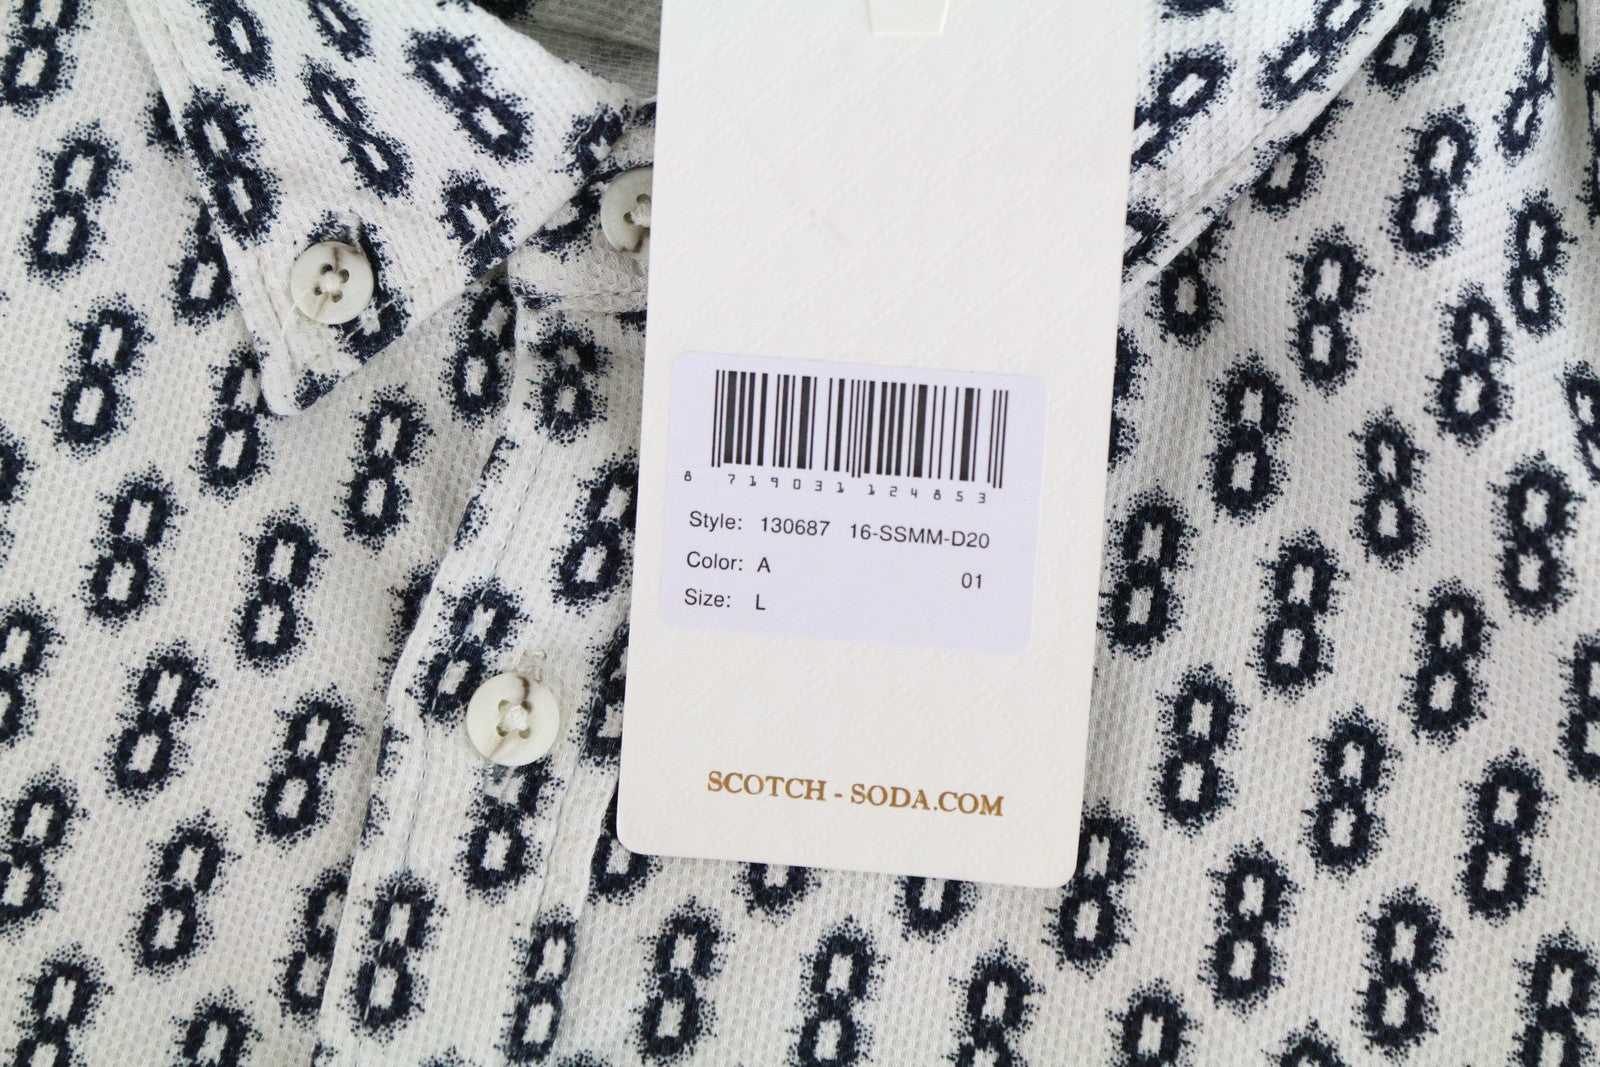 8 719031 124853
Style: 130687 16-SSMM-D20
Color: A 01
Size: L
SCOTCH - SODA.COM